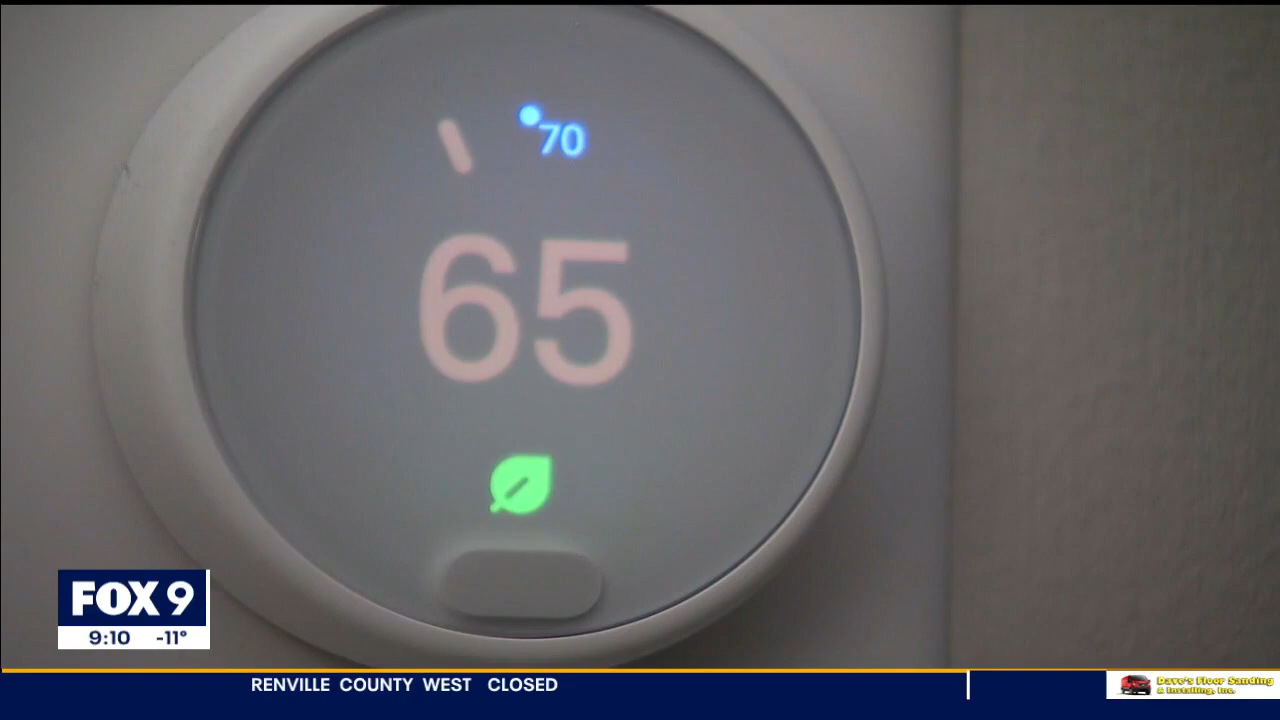 70
65
FOX 9
9:10 -11°
RENVILLE COUNTY WEST CLOSED
Dave's Floor Sanding
& Installing, Inc.